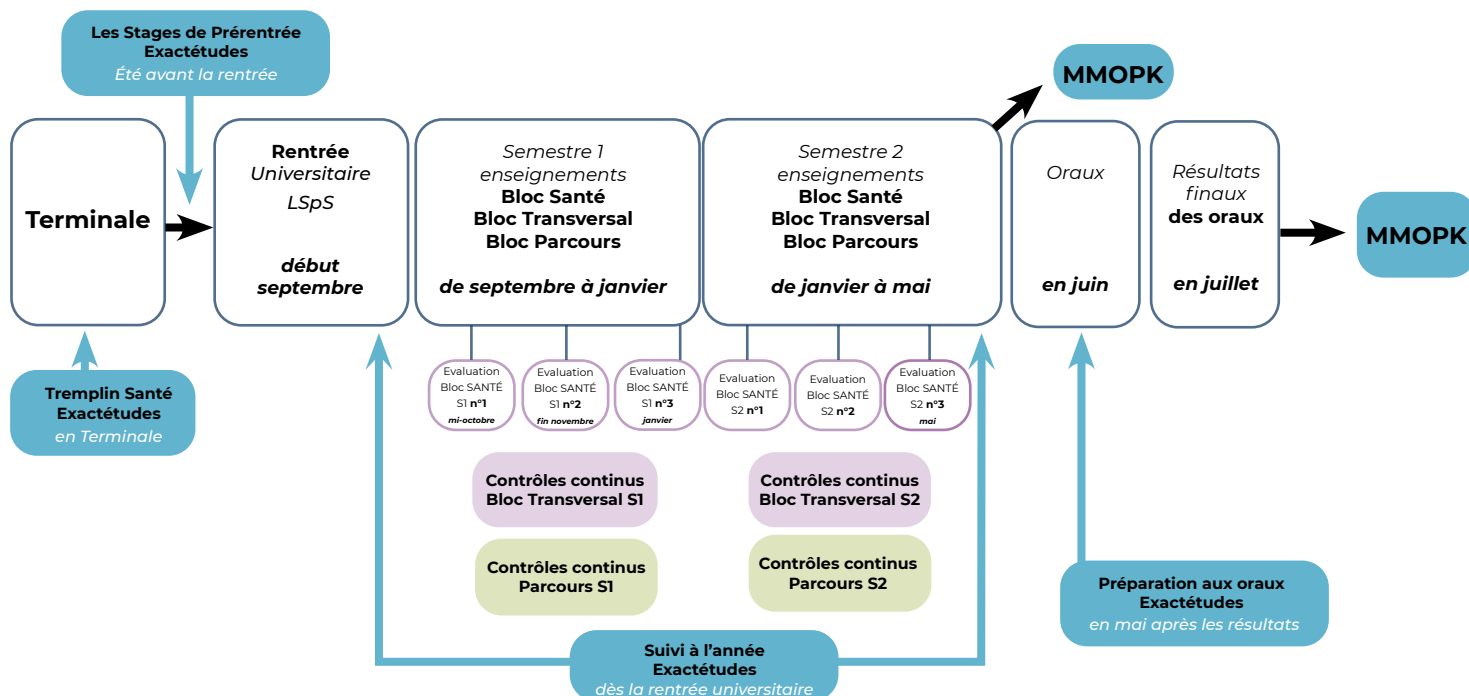 Les Stages de Prérentrée
Exactétudes
Été avant la rentrée
MMOPK
Terminale
Rentrée
Universitaire
LSpS
début
septembre
Semestre 1
enseignements
Bloc Santé
Bloc Transversal
Bloc Parcours
de septembre à janvier
Semestre 2
enseignements
Bloc Santé
Bloc Transversal
Bloc Parcours
de janvier à mai
Oraux
en juin
Résultats
finaux
des oraux
en juillet
MMOPK
Tremplin Santé
Exactétudes
en Terminale
Evaluation
Bloc SANTÉ
S1 n°1
mi-octobre
Evaluation
Bloc SANTÉ
S1 n°2
fin novembre
Evaluation
Bloc SANTÉ
S1 n°3
janvier
Evaluation
Bloc SANTÉ
S2 n°1
Evaluation
Bloc SANTÉ
S2 n°2
Evaluation
Bloc SANTÉ
S2 n°3
mai
Contrôles continus
Bloc Transversal S1
Contrôles continus
Bloc Transversal S2
Contrôles continus
Parcours S1
Contrôles continus
Parcours S2
Préparation aux oraux
Exactétudes
en mai après les résultats
Suivi à l'année
Exactétudes
dès la rentrée universitaire